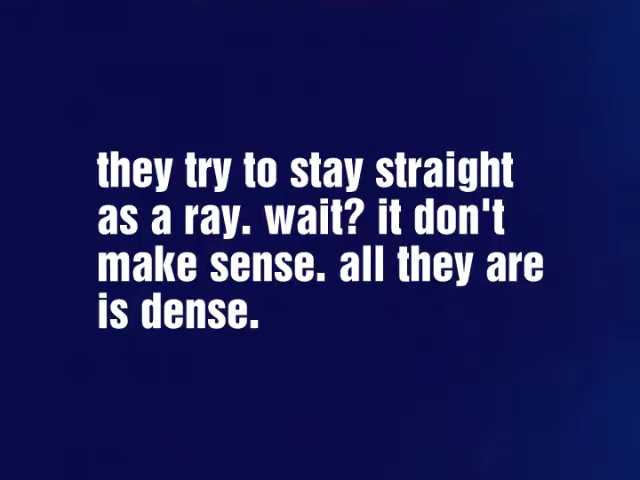 they try to stay straight
as a ray. wait? it don't
make sense. all they are
is dense.